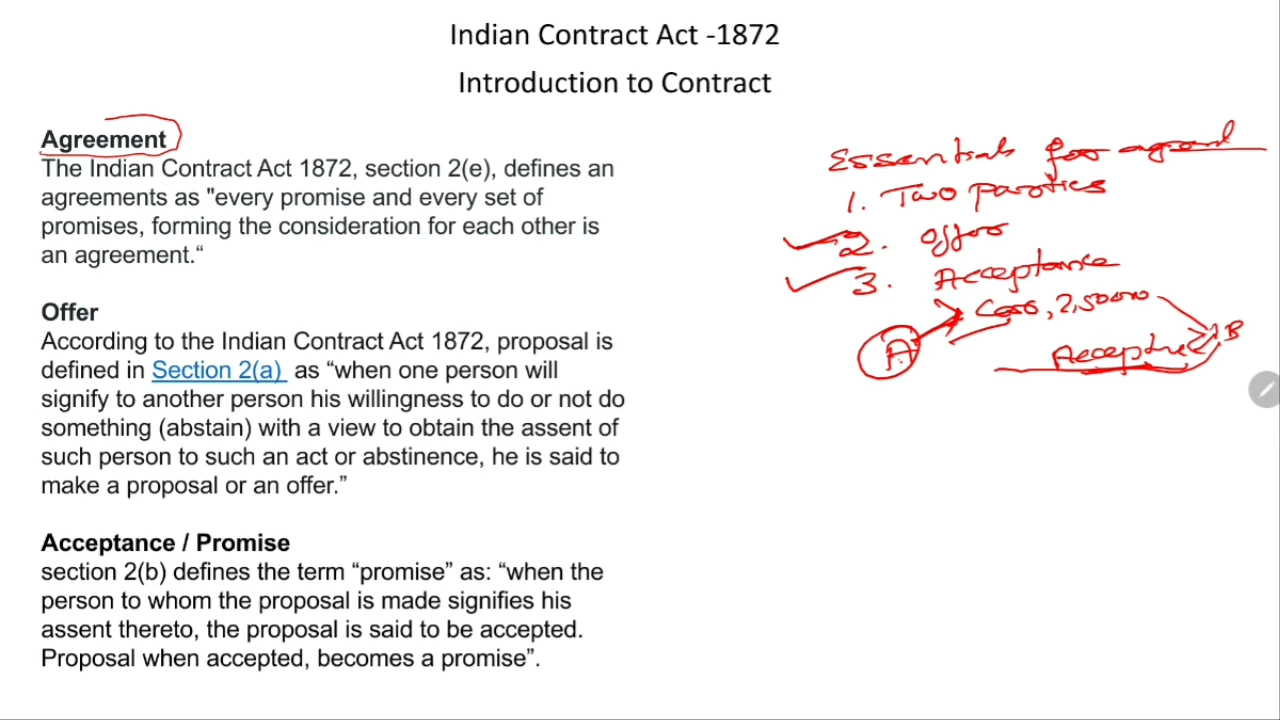 Indian Contract Act -1872
Introduction to Contract
Agreement
The Indian Contract Act 1872, section 2(e), defines an
agreements as "every promise and every set of
promises, forming the consideration for each other is
an agreement.“
Offer
According to the Indian Contract Act 1872, proposal is
defined in Section 2(a) as “when one person will
signify to another person his willingness to do or not do
something (abstain) with a view to obtain the assent of
such person to such an act or abstinence, he is said to
make a proposal or an offer.”
Acceptance / Promise
section 2(b) defines the term “promise” as: “when the
person to whom the proposal is made signifies his
assent thereto, the proposal is said to be accepted.
Proposal when accepted, becomes a promise”.
Essentials for
1. Two parties
2. Offer
3. Acceptance
A
B